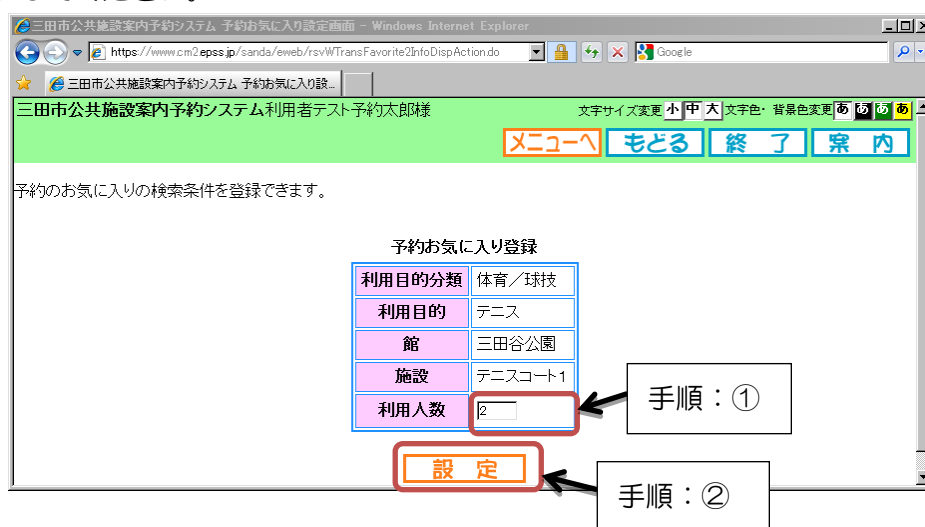 三田市公共施設案内予約システム 予約お気に入り設定画面 - Windows Internet Explorer
https://www.cm2.epss.jp/sanda/eweb/rsvWTransFavorite2InfoDispAction.do
Google
三田市公共施設案内予約システム 予約お気に入り設...
三田市公共施設案内予約システム利用者テスト予約太郎様
文字サイズ変更 小 中 大 文字色・ 背景色変更 あ あ あ あ
メニューへ もどる 終 了 案 内
予約のお気に入りの検索条件を登録できます。
予約お気に入り登録
利用目的分類 体育／球技
利用目的 テニス
館 三田谷公園
施設 テニスコート1
利用人数 2
手順：①
設 定
手順：②